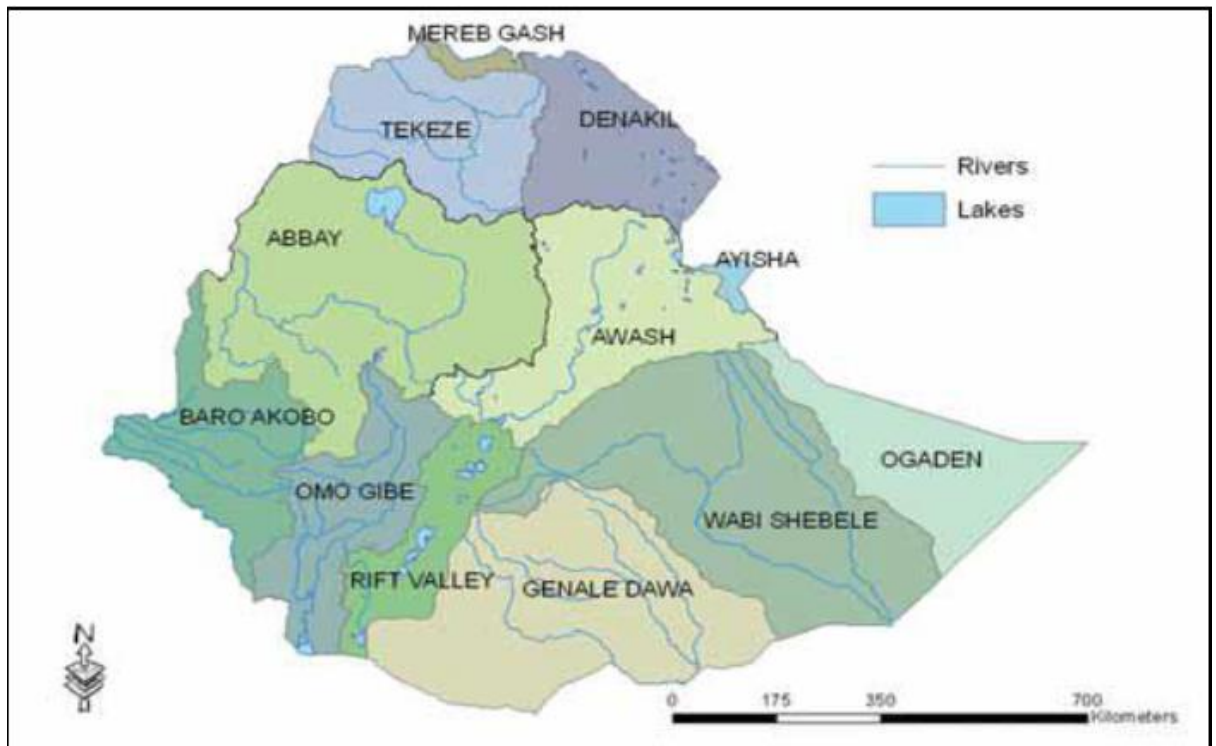 MEREB GASH
TEKEZE
DENAKIL
Rivers
Lakes
ABBAY
AYISHA
AWASH
BARO AKOBO
OGADEN
OMO GIBE
WABI SHEBELE
RIFT VALLEY
GENALE DAWA
N
0 175 350 700
Kilometers